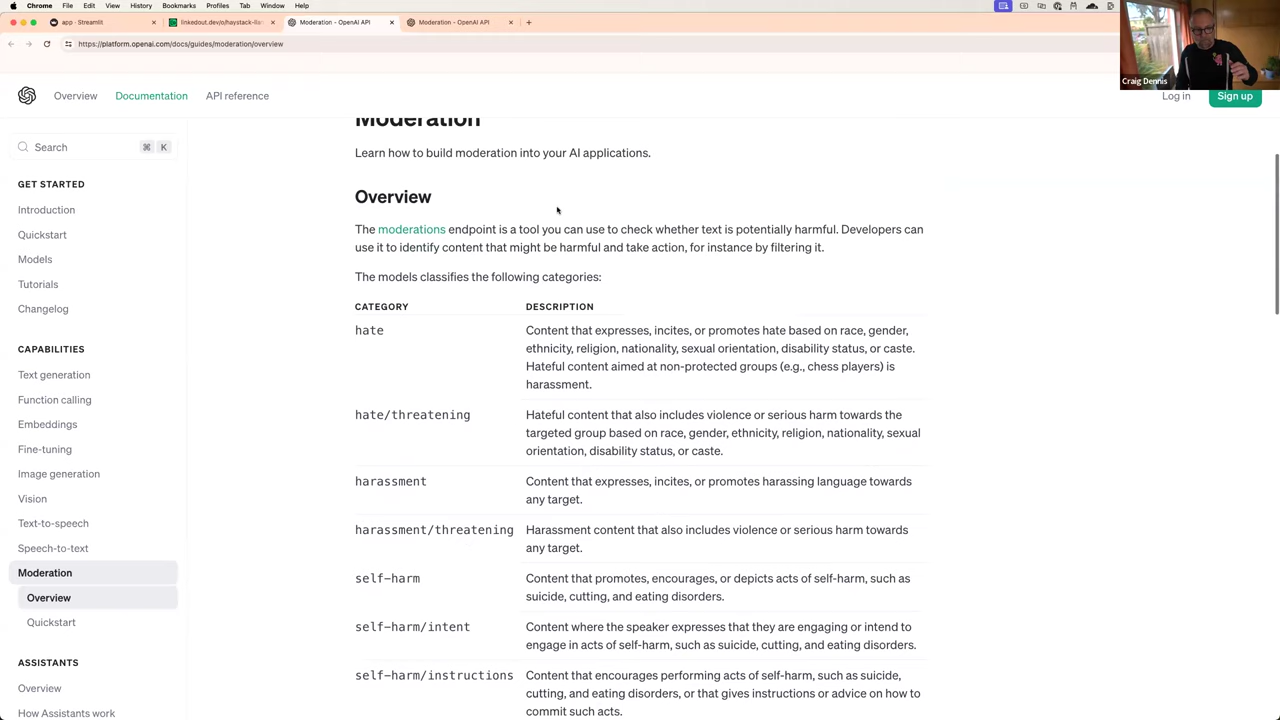 Chrome File Edit View History Bookmarks Profiles Tab Window Help
app · Streamlit
linkedout.dev/o/haystack-lis
Moderation - OpenAI API
Moderation - OpenAI API
https://platform.openai.com/docs/guides/moderation/overview
Craig Dennis
Overview Documentation API reference
Log in Sign up
Search ⌘ K
GET STARTED
Introduction
Quickstart
Models
Tutorials
Changelog
CAPABILITIES
Text generation
Function calling
Embeddings
Fine-tuning
Image generation
Vision
Text-to-speech
Speech-to-text
Moderation
Overview
Quickstart
ASSISTANTS
Overview
How Assistants work
Moderation
Learn how to build moderation into your AI applications.
Overview
The moderations endpoint is a tool you can use to check whether text is potentially harmful. Developers can
use it to identify content that might be harmful and take action, for instance by filtering it.
The models classifies the following categories:
CATEGORY DESCRIPTION
hate Content that expresses, incites, or promotes hate based on race, gender,
ethnicity, religion, nationality, sexual orientation, disability status, or caste.
Hateful content aimed at non-protected groups (e.g., chess players) is
harassment.
hate/threatening Hateful content that also includes violence or serious harm towards the
targeted group based on race, gender, ethnicity, religion, nationality, sexual
orientation, disability status, or caste.
harassment Content that expresses, incites, or promotes harassing language towards
any target.
harassment/threatening Harassment content that also includes violence or serious harm towards
any target.
self-harm Content that promotes, encourages, or depicts acts of self-harm, such as
suicide, cutting, and eating disorders.
self-harm/intent Content where the speaker expresses that they are engaging or intend to
engage in acts of self-harm, such as suicide, cutting, and eating disorders.
self-harm/instructions Content that encourages performing acts of self-harm, such as suicide,
cutting, and eating disorders, or that gives instructions or advice on how to
commit such acts.